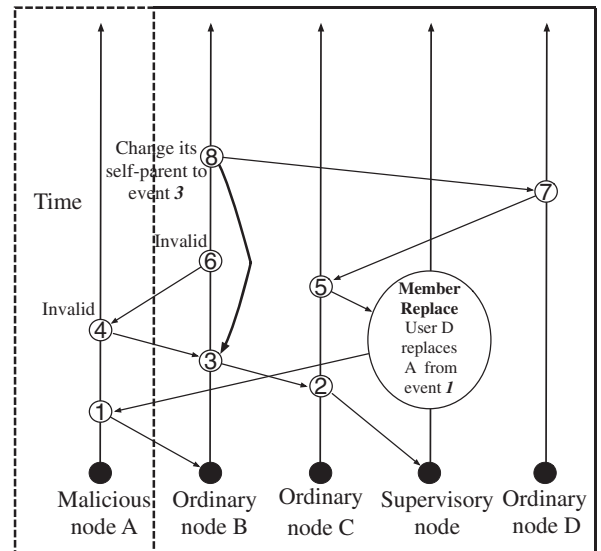 Change its
self-parent to
event 3
8
7
Time
Invalid
6
5
Member
Replace
User D
replaces
A from
event 1
Invalid
4
3
2
1
Malicious
node A
Ordinary
node B
Ordinary
node C
Supervisory
node
Ordinary
node D